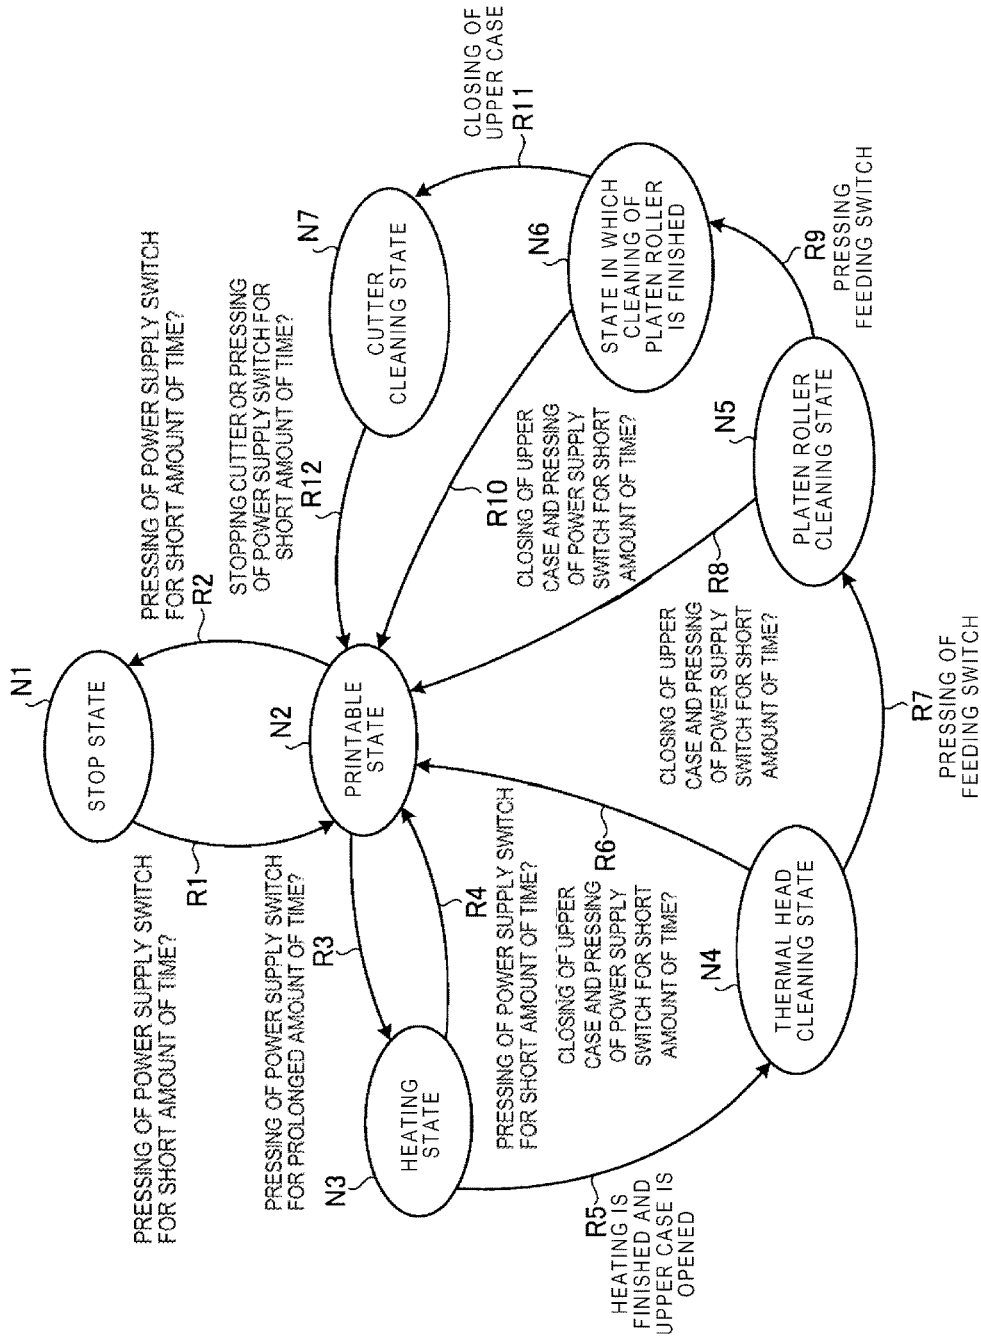 N1
STOP STATE
PRESSING OF POWER SUPPLY SWITCH
FOR SHORT AMOUNT OF TIME?
R1
PRESSING OF POWER SUPPLY SWITCH
FOR SHORT AMOUNT OF TIME?
R2
N2
PRINTABLE
STATE
PRESSING OF POWER SUPPLY SWITCH
FOR PROLONGED AMOUNT OF TIME?
R3
STOPPING CUTTER OR PRESSING
OF POWER SUPPLY SWITCH FOR
SHORT AMOUNT OF TIME?
R12
N7
CUTTER
CLEANING STATE
CLOSING OF
UPPER CASE
R11
N3
HEATING
STATE
R4
PRESSING OF POWER SUPPLY SWITCH
FOR SHORT AMOUNT OF TIME?
R10
CLOSING OF UPPER
CASE AND PRESSING
OF POWER SUPPLY
SWITCH FOR SHORT
AMOUNT OF TIME?
N6
STATE IN WHICH
CLEANING OF
PLATEN ROLLER
IS FINISHED
R5
HEATING IS
FINISHED AND
UPPER CASE IS
OPENED
R6
CLOSING OF UPPER
CASE AND PRESSING
OF POWER SUPPLY
SWITCH FOR SHORT
AMOUNT OF TIME?
R8
CLOSING OF UPPER
CASE AND PRESSING
OF POWER SUPPLY
SWITCH FOR SHORT
AMOUNT OF TIME?
N4
THERMAL HEAD
CLEANING STATE
N5
PLATEN ROLLER
CLEANING STATE
R9
PRESSING
FEEDING SWITCH
R7
PRESSING OF
FEEDING SWITCH